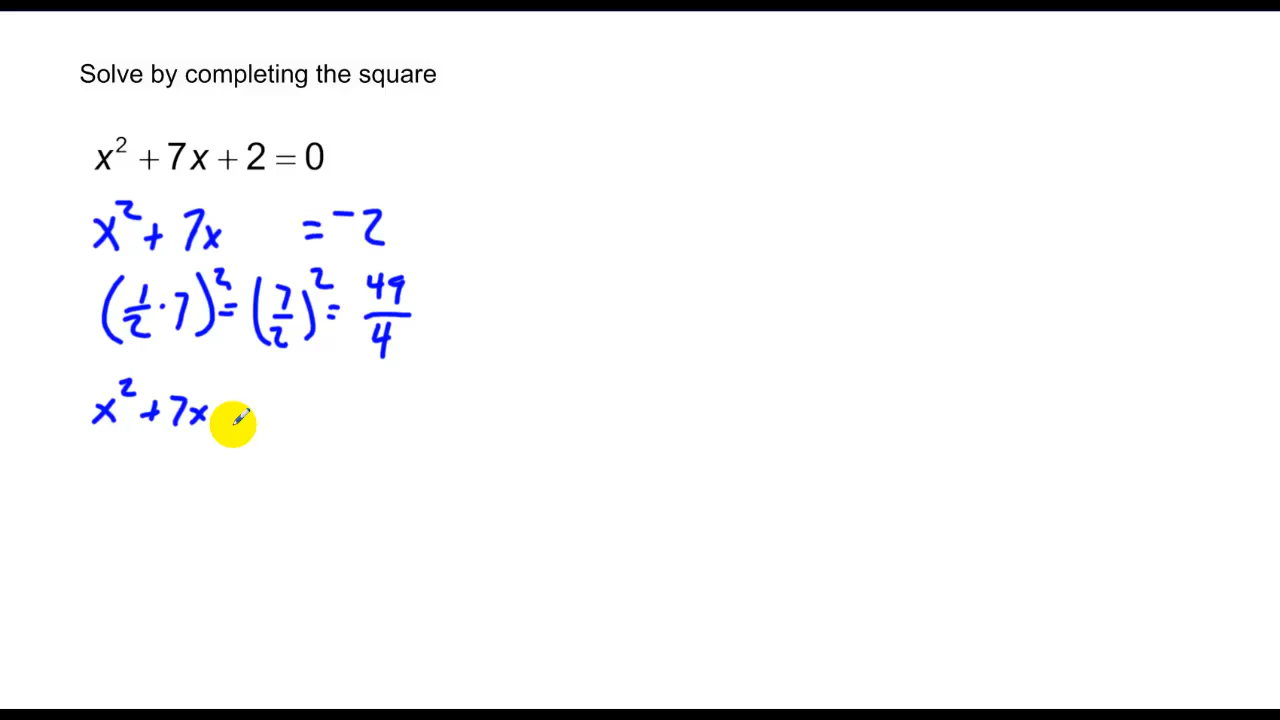 Solve by completing the square
x² + 7x + 2 = 0
x² + 7x = ⁻2
(1/2 · 7)² = (7/2)² = 49/4
x² + 7x